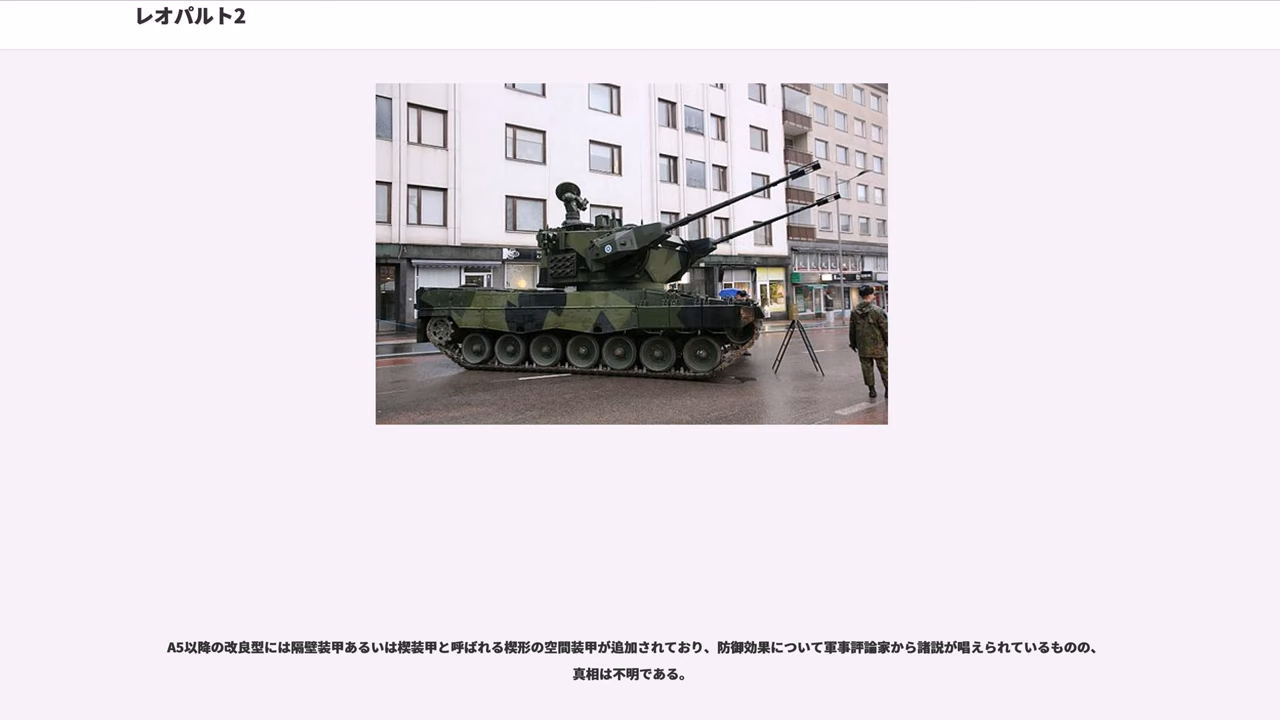 レオパルト2
A5以降の改良型には隔壁装甲あるいは楔装甲と呼ばれる楔形の空間装甲が追加されており、防御効果について軍事評論家から諸説が唱えられているものの、
真相は不明である。